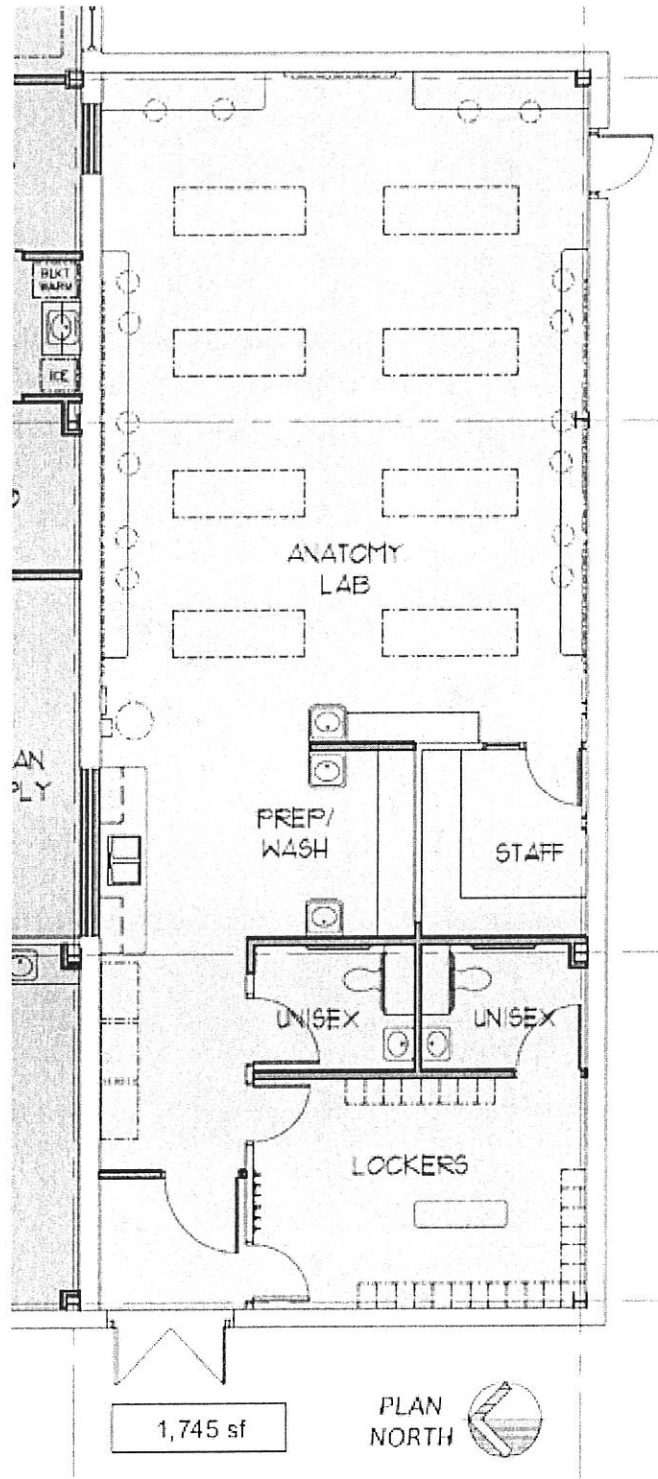 BLKT
WARM
ICE
ANATOMY
LAB
AN
PLY
PREP/
WASH
STAFF
UNISEX
UNISEX
LOCKERS
1,745 sf
PLAN
NORTH